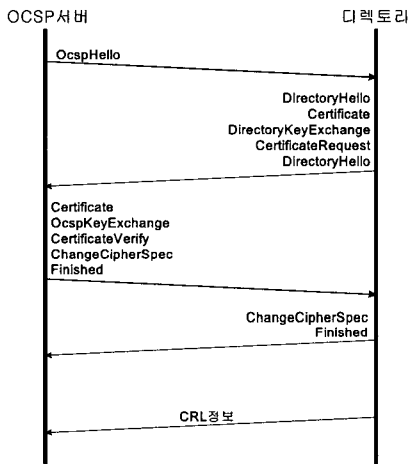 OCSP서버
디렉토리
OcspHello
DirectoryHello
Certificate
DirectoryKeyExchange
CertificateRequest
DirectoryHello
Certificate
OcspKeyExchange
CertificateVerify
ChangeCipherSpec
Finished
ChangeCipherSpec
Finished
CRL정보